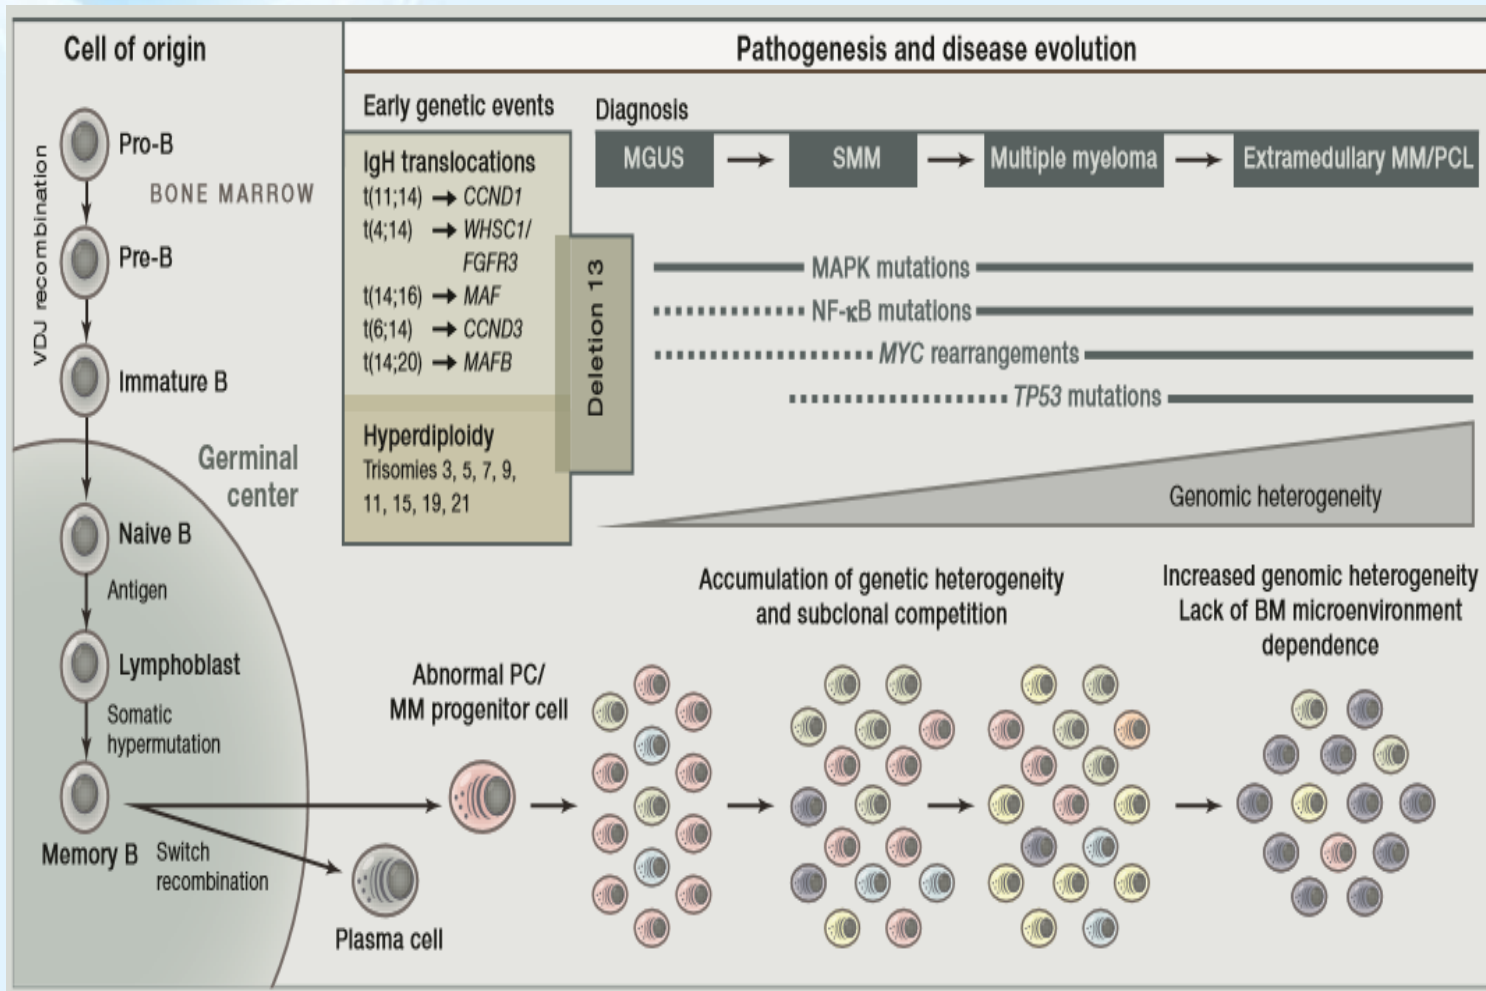 Cell of origin
Pro-B
VDJ recombination
BONE MARROW
Pre-B
Immature B
Germinal
center
Naive B
Antigen
Lymphoblast
Somatic
hypermutation
Memory B
Switch
recombination
Plasma cell
Pathogenesis and disease evolution
Early genetic events
IgH translocations
t(11;14) → CCND1
t(4;14) → WHSC1/
FGFR3
t(14;16) → MAF
t(6;14) → CCND3
t(14;20) → MAFB
Hyperdiploidy
Trisomies 3, 5, 7, 9,
11, 15, 19, 21
Deletion 13
Diagnosis
MGUS → SMM → Multiple myeloma → Extramedullary MM/PCL
MAPK mutations
NF-κB mutations
MYC rearrangements
TP53 mutations
Genomic heterogeneity
Abnormal PC/
MM progenitor cell
Accumulation of genetic heterogeneity
and subclonal competition
Increased genomic heterogeneity
Lack of BM microenvironment
dependence